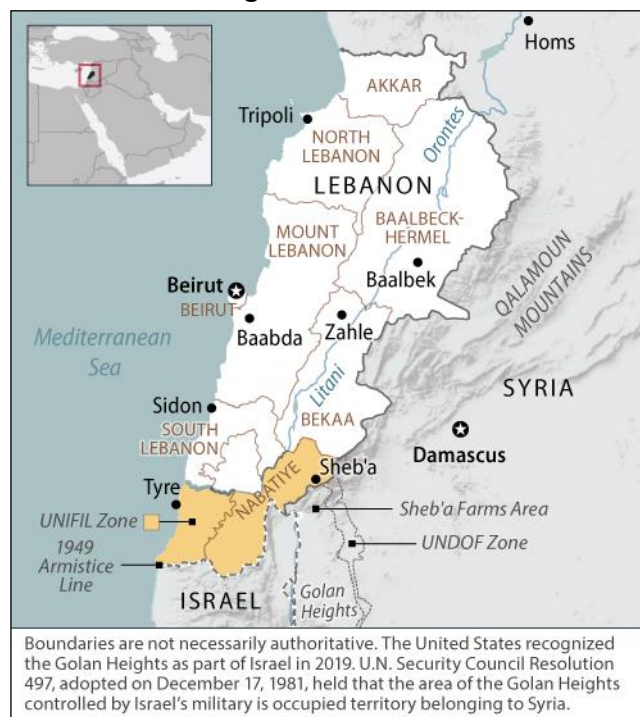 Homs
AKKAR
Tripoli
NORTH
LEBANON
Orontes
LEBANON
MOUNT
LEBANON
BAALBECK-
HERMEL
Baalbek
QALAMOUN
MOUNTAINS
Beirut
BEIRUT
Baabda
Zahle
Mediterranean
Sea
Litani
SYRIA
Sidon
BEKAA
SOUTH
LEBANON
Damascus
Sheb'a
NABATIYE
Tyre
Sheb'a Farms Area
UNIFIL Zone
UNDOF Zone
1949
Armistice
Line
ISRAEL
Golan
Heights
Boundaries are not necessarily authoritative. The United States recognized
the Golan Heights as part of Israel in 2019. U.N. Security Council Resolution
497, adopted on December 17, 1981, held that the area of the Golan Heights
controlled by Israel's military is occupied territory belonging to Syria.